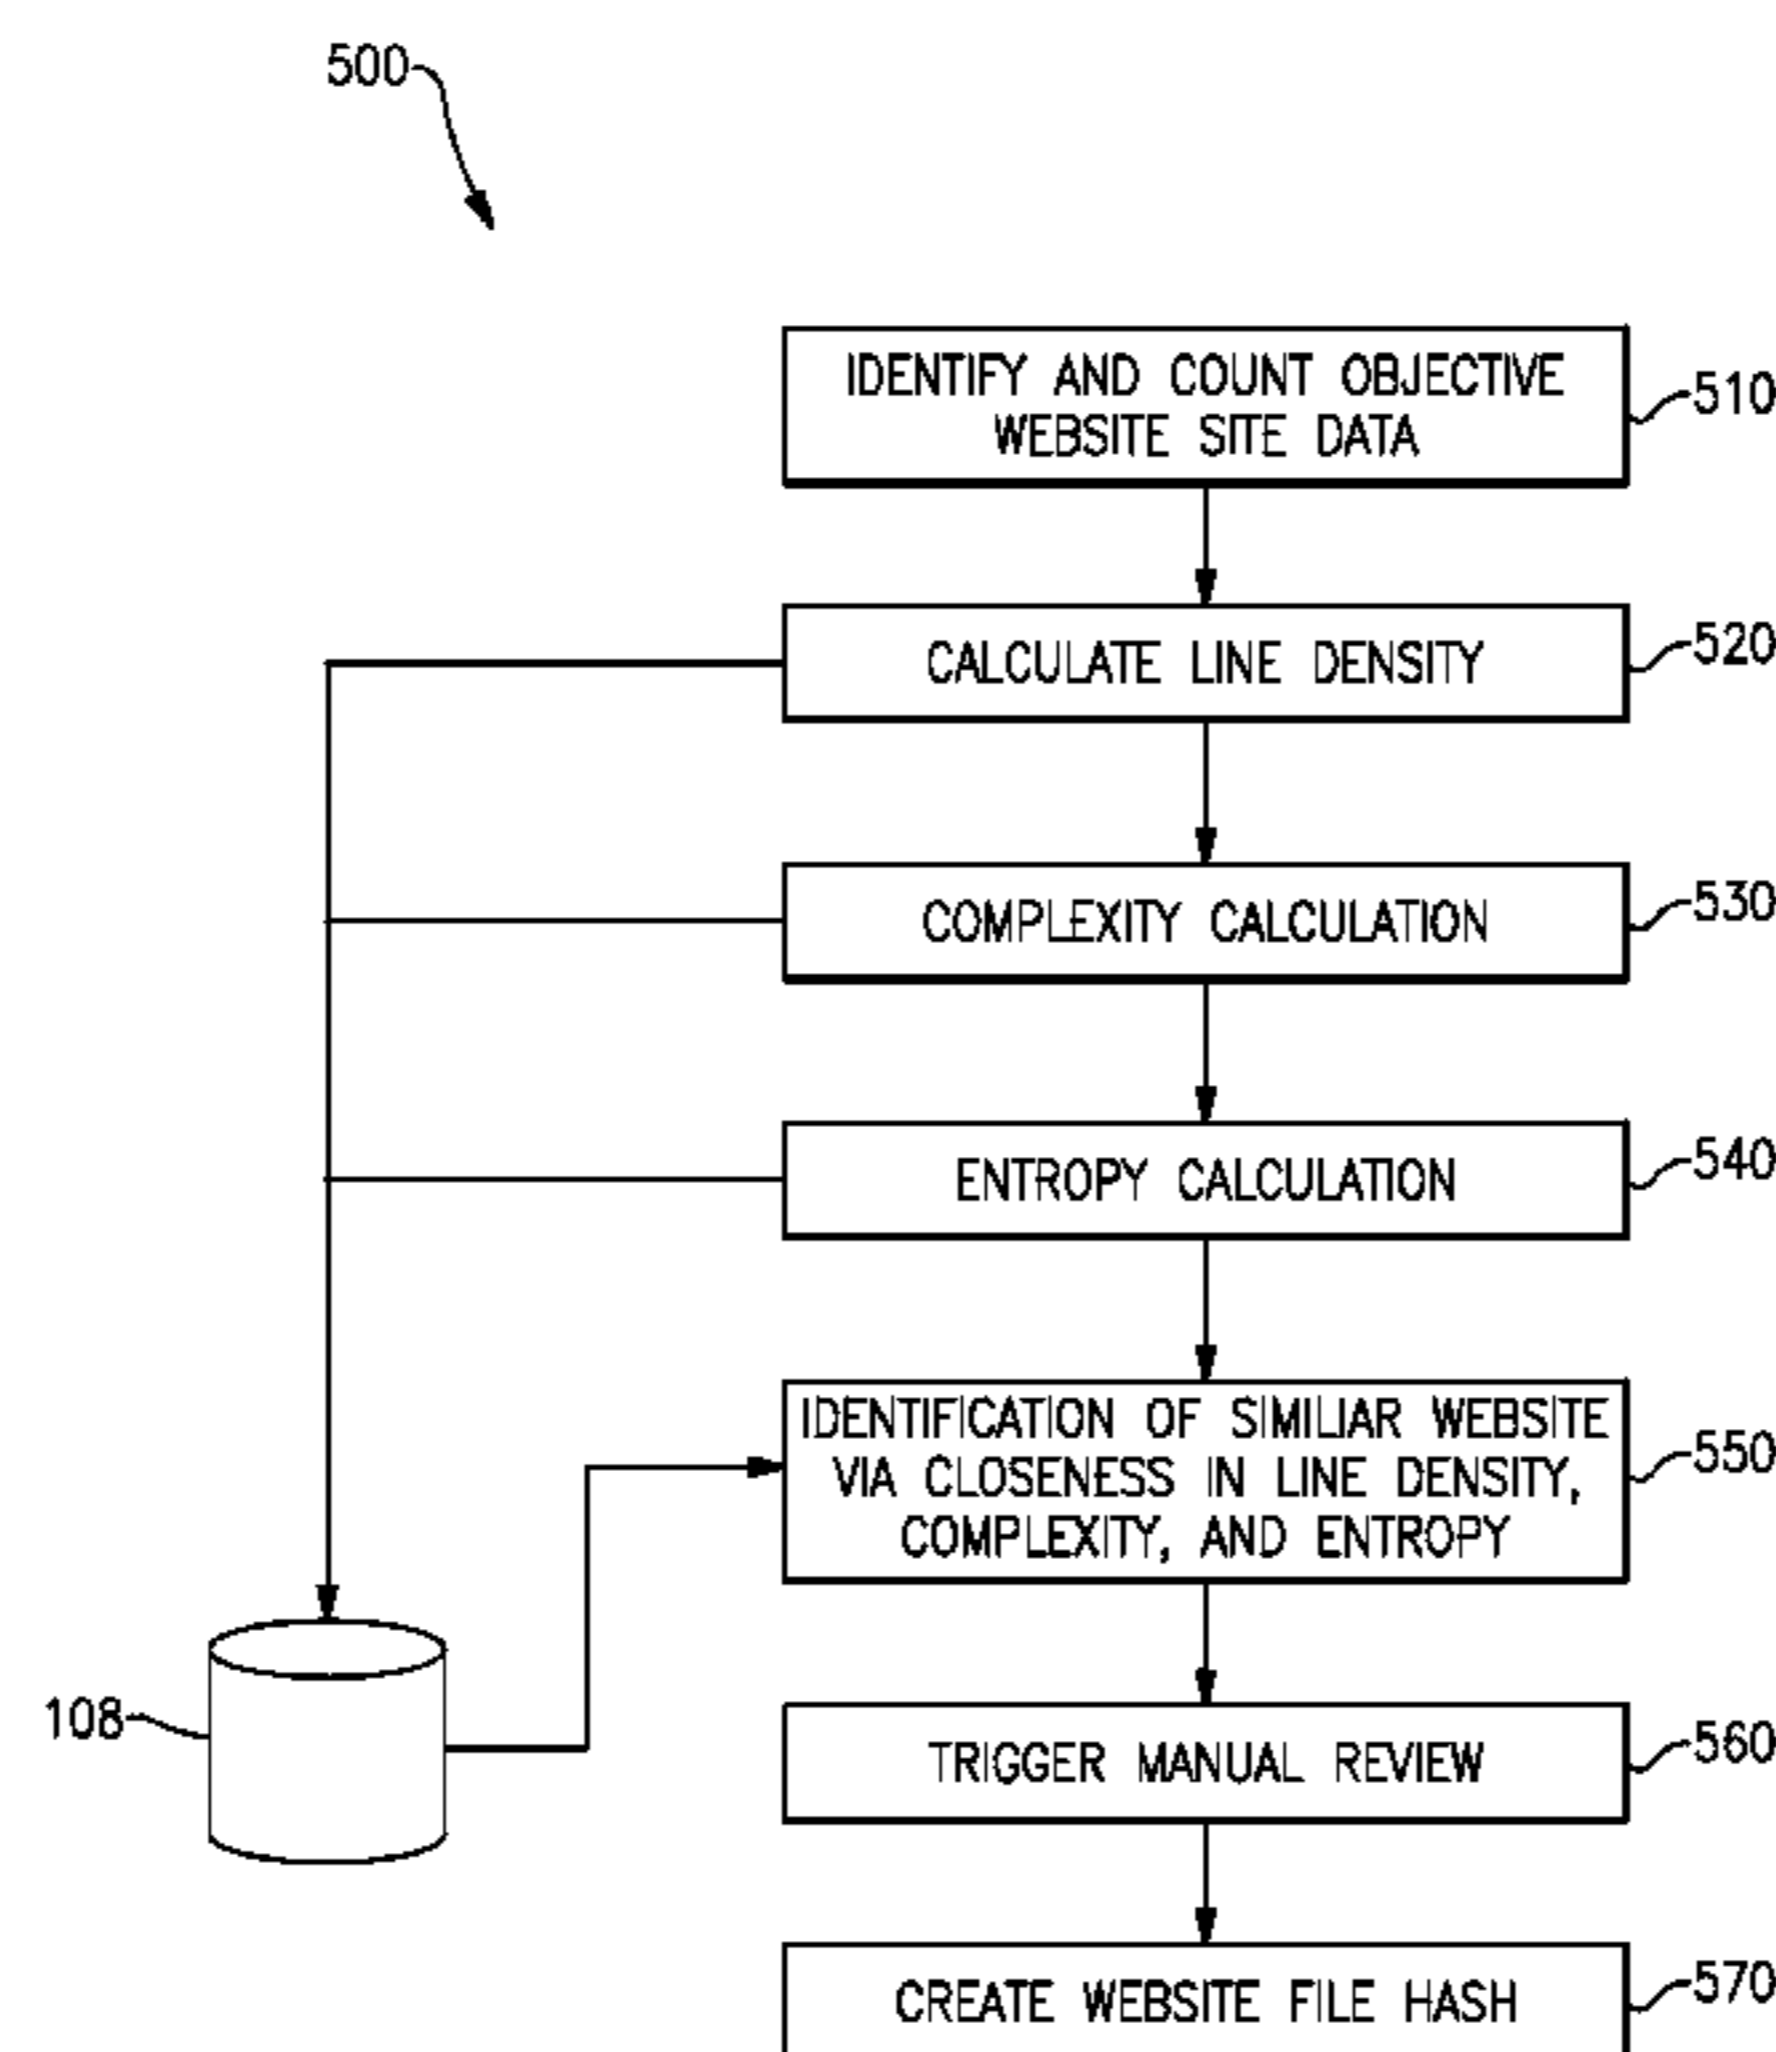 500
IDENTIFY AND COUNT OBJECTIVE
WEBSITE SITE DATA
510
CALCULATE LINE DENSITY
520
COMPLEXITY CALCULATION
530
ENTROPY CALCULATION
540
IDENTIFICATION OF SIMILIAR WEBSITE
VIA CLOSENESS IN LINE DENSITY,
COMPLEXITY, AND ENTROPY
550
108
TRIGGER MANUAL REVIEW
560
CREATE WEBSITE FILE HASH
570